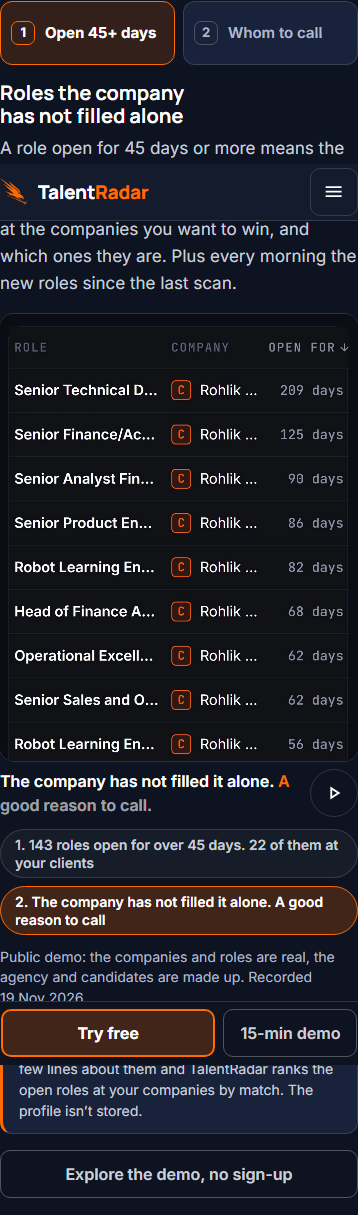 1 Open 45+ days
2 Whom to call
Roles the company
has not filled alone
A role open for 45 days or more means the
TalentRadar
at the companies you want to win, and
which ones they are. Plus every morning the
new roles since the last scan.
ROLE COMPANY OPEN FOR ↓
Senior Technical D... C Rohlik ... 209 days
Senior Finance/Ac... C Rohlik ... 125 days
Senior Analyst Fin... C Rohlik ... 90 days
Senior Product En... C Rohlik ... 86 days
Robot Learning En... C Rohlik ... 82 days
Head of Finance A... C Rohlik ... 68 days
Operational Excell... C Rohlik ... 62 days
Senior Sales and O... C Rohlik ... 62 days
Robot Learning En... C Rohlik ... 56 days
The company has not filled it alone. A
good reason to call.
1. 143 roles open for over 45 days. 22 of them at
your clients
2. The company has not filled it alone. A good
reason to call
Public demo: the companies and roles are real, the
agency and candidates are made up. Recorded
19 Nov 2026
Try free
15-min demo
few lines about them and TalentRadar ranks the
open roles at your companies by match. The
profile isn't stored.
Explore the demo, no sign-up